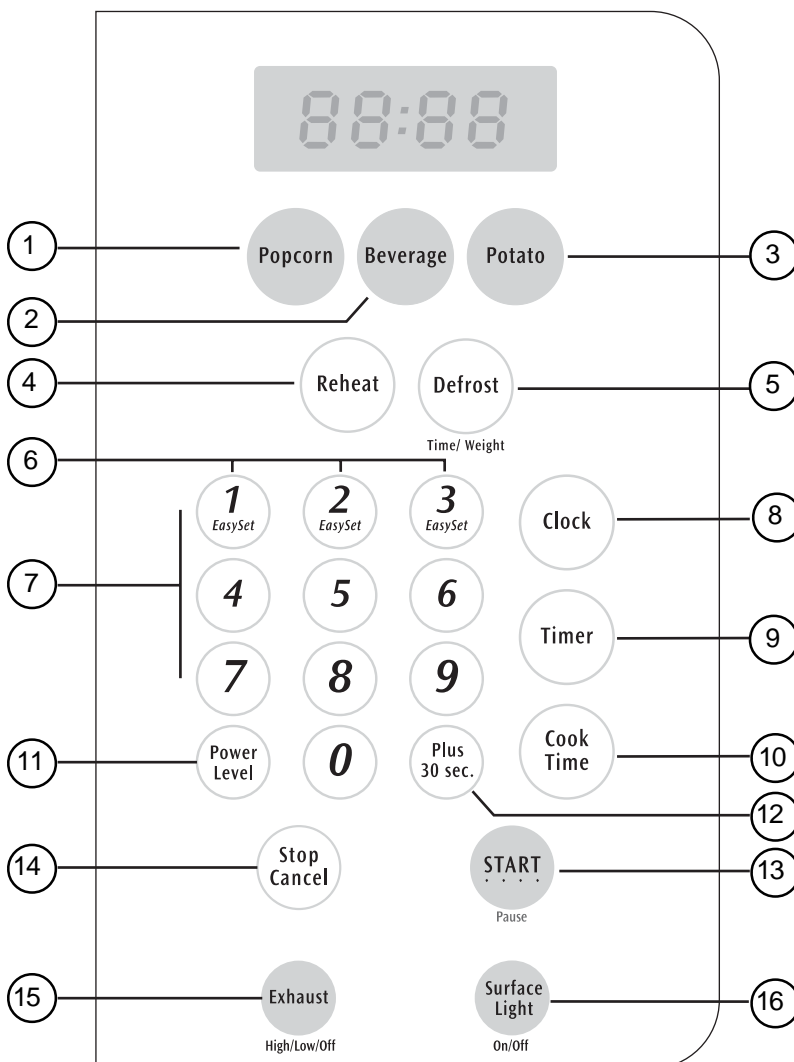 88:88
1
Popcorn
Beverage
Potato
3
2
4
Reheat
Defrost
5
Time/ Weight
6
1
EasySet
2
EasySet
3
EasySet
Clock
8
7
4
5
6
Timer
9
7
8
9
11
Power
Level
0
Plus
30 sec.
Cook
Time
10
12
14
Stop
Cancel
START
13
Pause
15
Exhaust
High/Low/Off
Surface
Light
On/Off
16